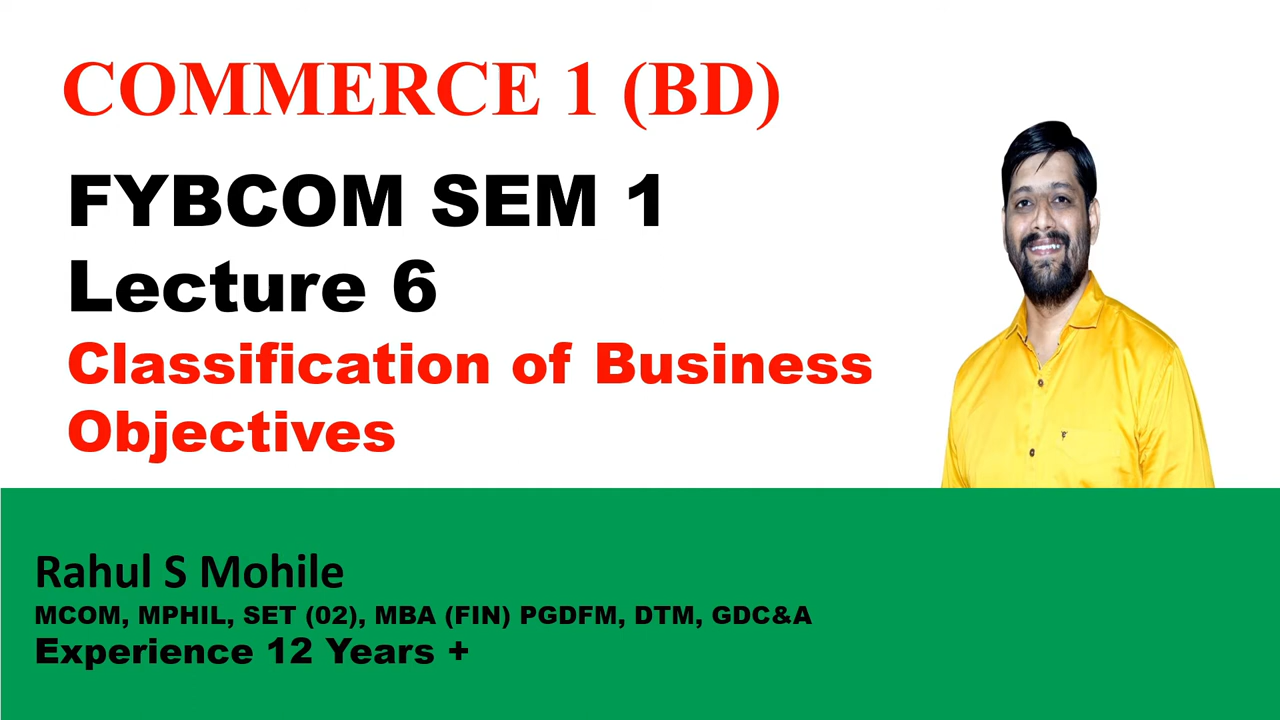 COMMERCE 1 (BD)
FYBCOM SEM 1
Lecture 6
Classification of Business
Objectives
Rahul S Mohile
MCOM, MPHIL, SET (02), MBA (FIN) PGDFM, DTM, GDC&A
Experience 12 Years +